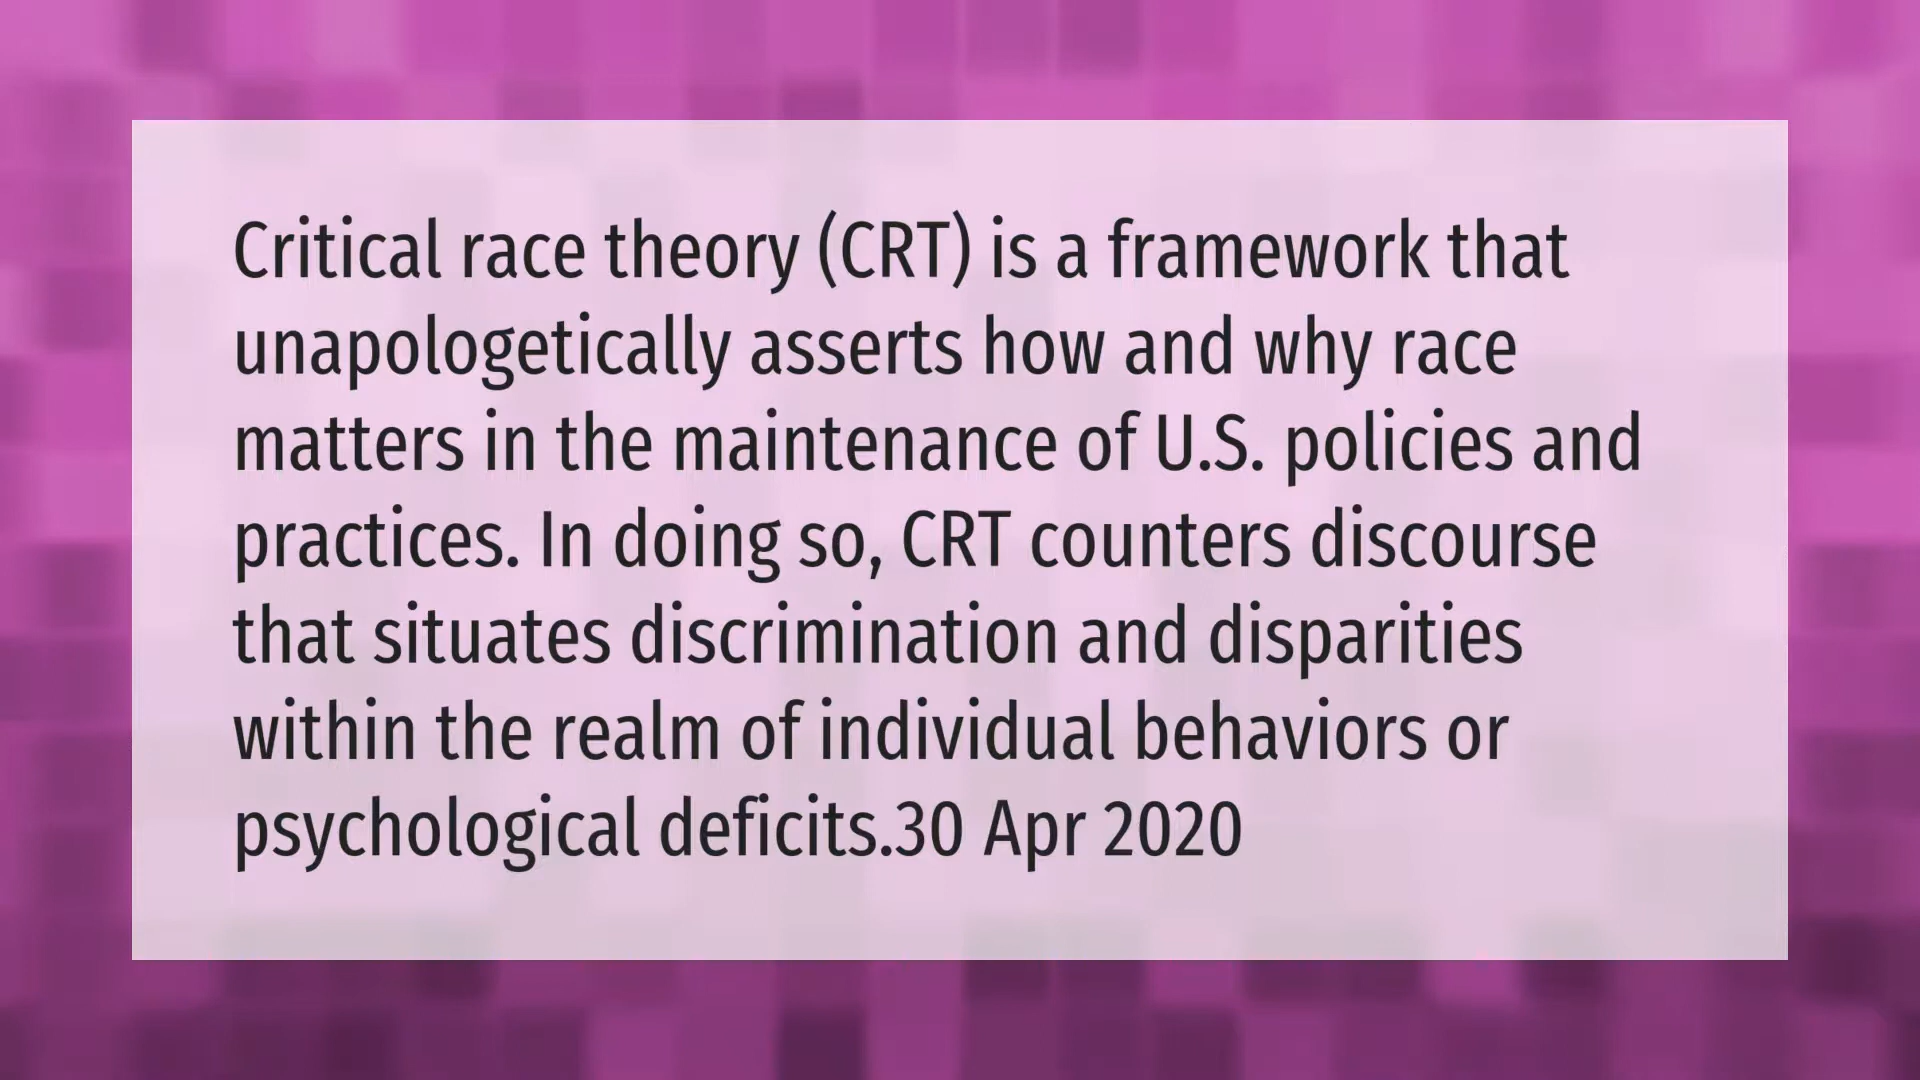 Critical race theory (CRT) is a framework that
unapologetically asserts how and why race
matters in the maintenance of U.S. policies and
practices. In doing so, CRT counters discourse
that situates discrimination and disparities
within the realm of individual behaviors or
psychological deficits.30 Apr 2020